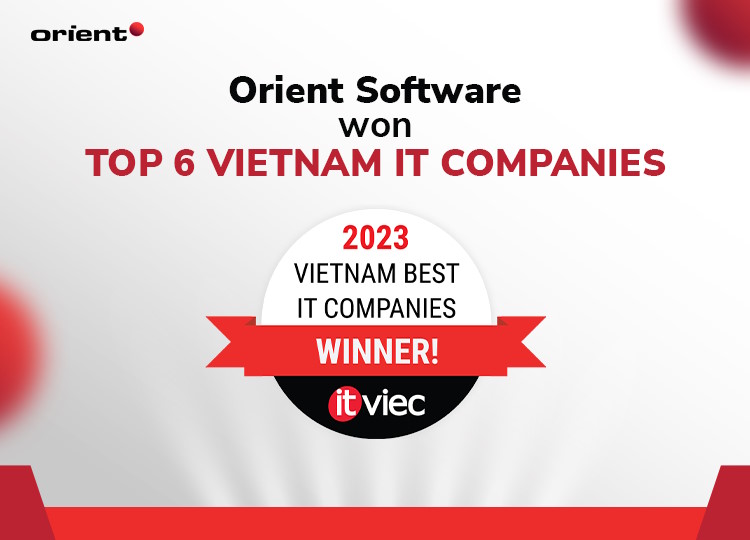 orient
Orient Software
won
TOP 6 VIETNAM IT COMPANIES
2023
VIETNAM BEST
IT COMPANIES
WINNER!
itviec